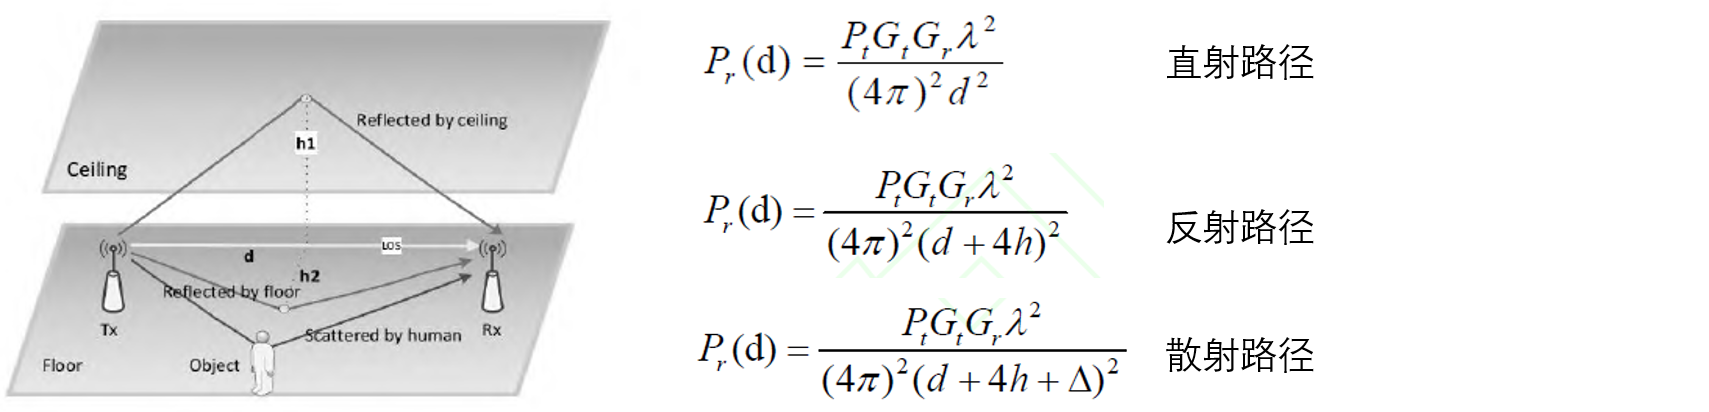 Reflected by ceiling
h1
Ceiling
LOS
d
h2
Reflected by floor
Tx
Rx
Scattered by human
Floor
Object
P_r(d) = P_t G_t G_r λ^2 / (4π)^2 d^2 直射路径
P_r(d) = P_t G_t G_r λ^2 / (4π)^2 (d + 4h)^2 反射路径
P_r(d) = P_t G_t G_r λ^2 / (4π)^2 (d + 4h + Δ)^2 散射路径